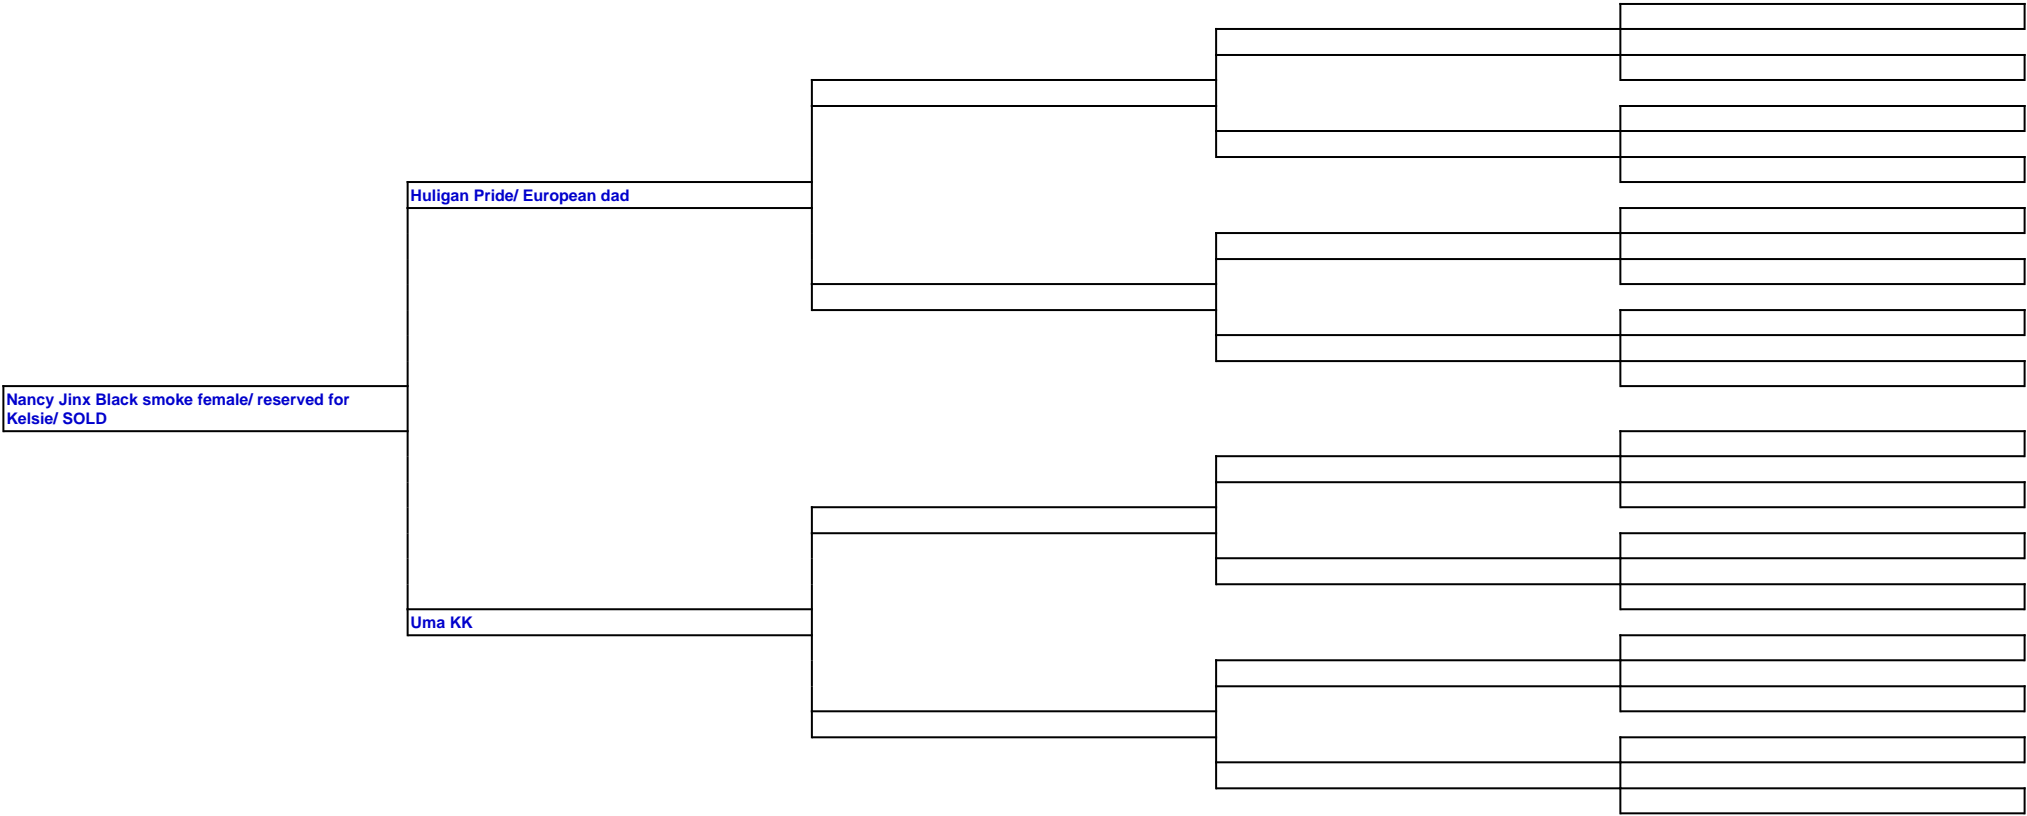 Huligan Pride/ European dad
Nancy Jinx Black smoke female/ reserved for
Kelsie/ SOLD
Uma KK